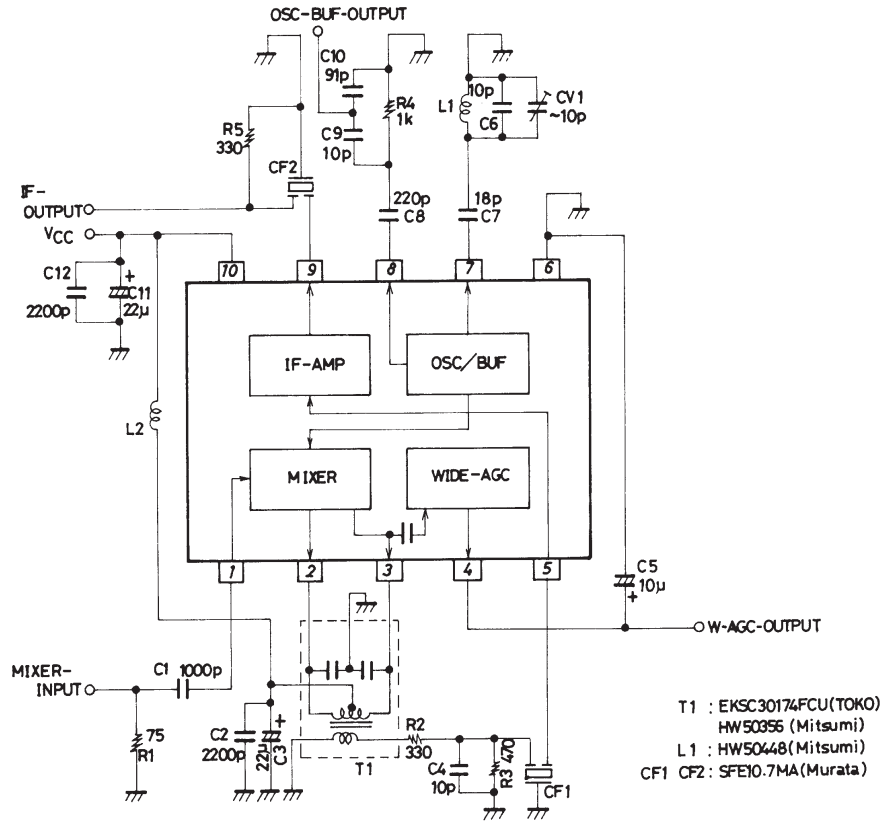 OSC-BUF-OUTPUT
C10
91p
R4
1k
C9
10p
10p
L1
C6
CV1
~10p
R5
330
CF2
220p
C8
18p
C7
IF-
OUTPUT
VCC
C12
2200p
+
C11
22μ
10
9
8
7
6
IF-AMP
OSC/BUF
L2
MIXER
WIDE-AGC
1
2
3
4
5
C5
10μ
+
W-AGC-OUTPUT
MIXER-
INPUT
C1
1000p
75
R1
C2
2200p
+
22μ
C3
T1
R2
330
C4
10p
R3 470
CF1
T1 : EKSC30174FCU(TOKO)
HW50356 (Mitsumi)
L1 : HW50448(Mitsumi)
CF1 CF2 : SFE10.7MA(Murata)